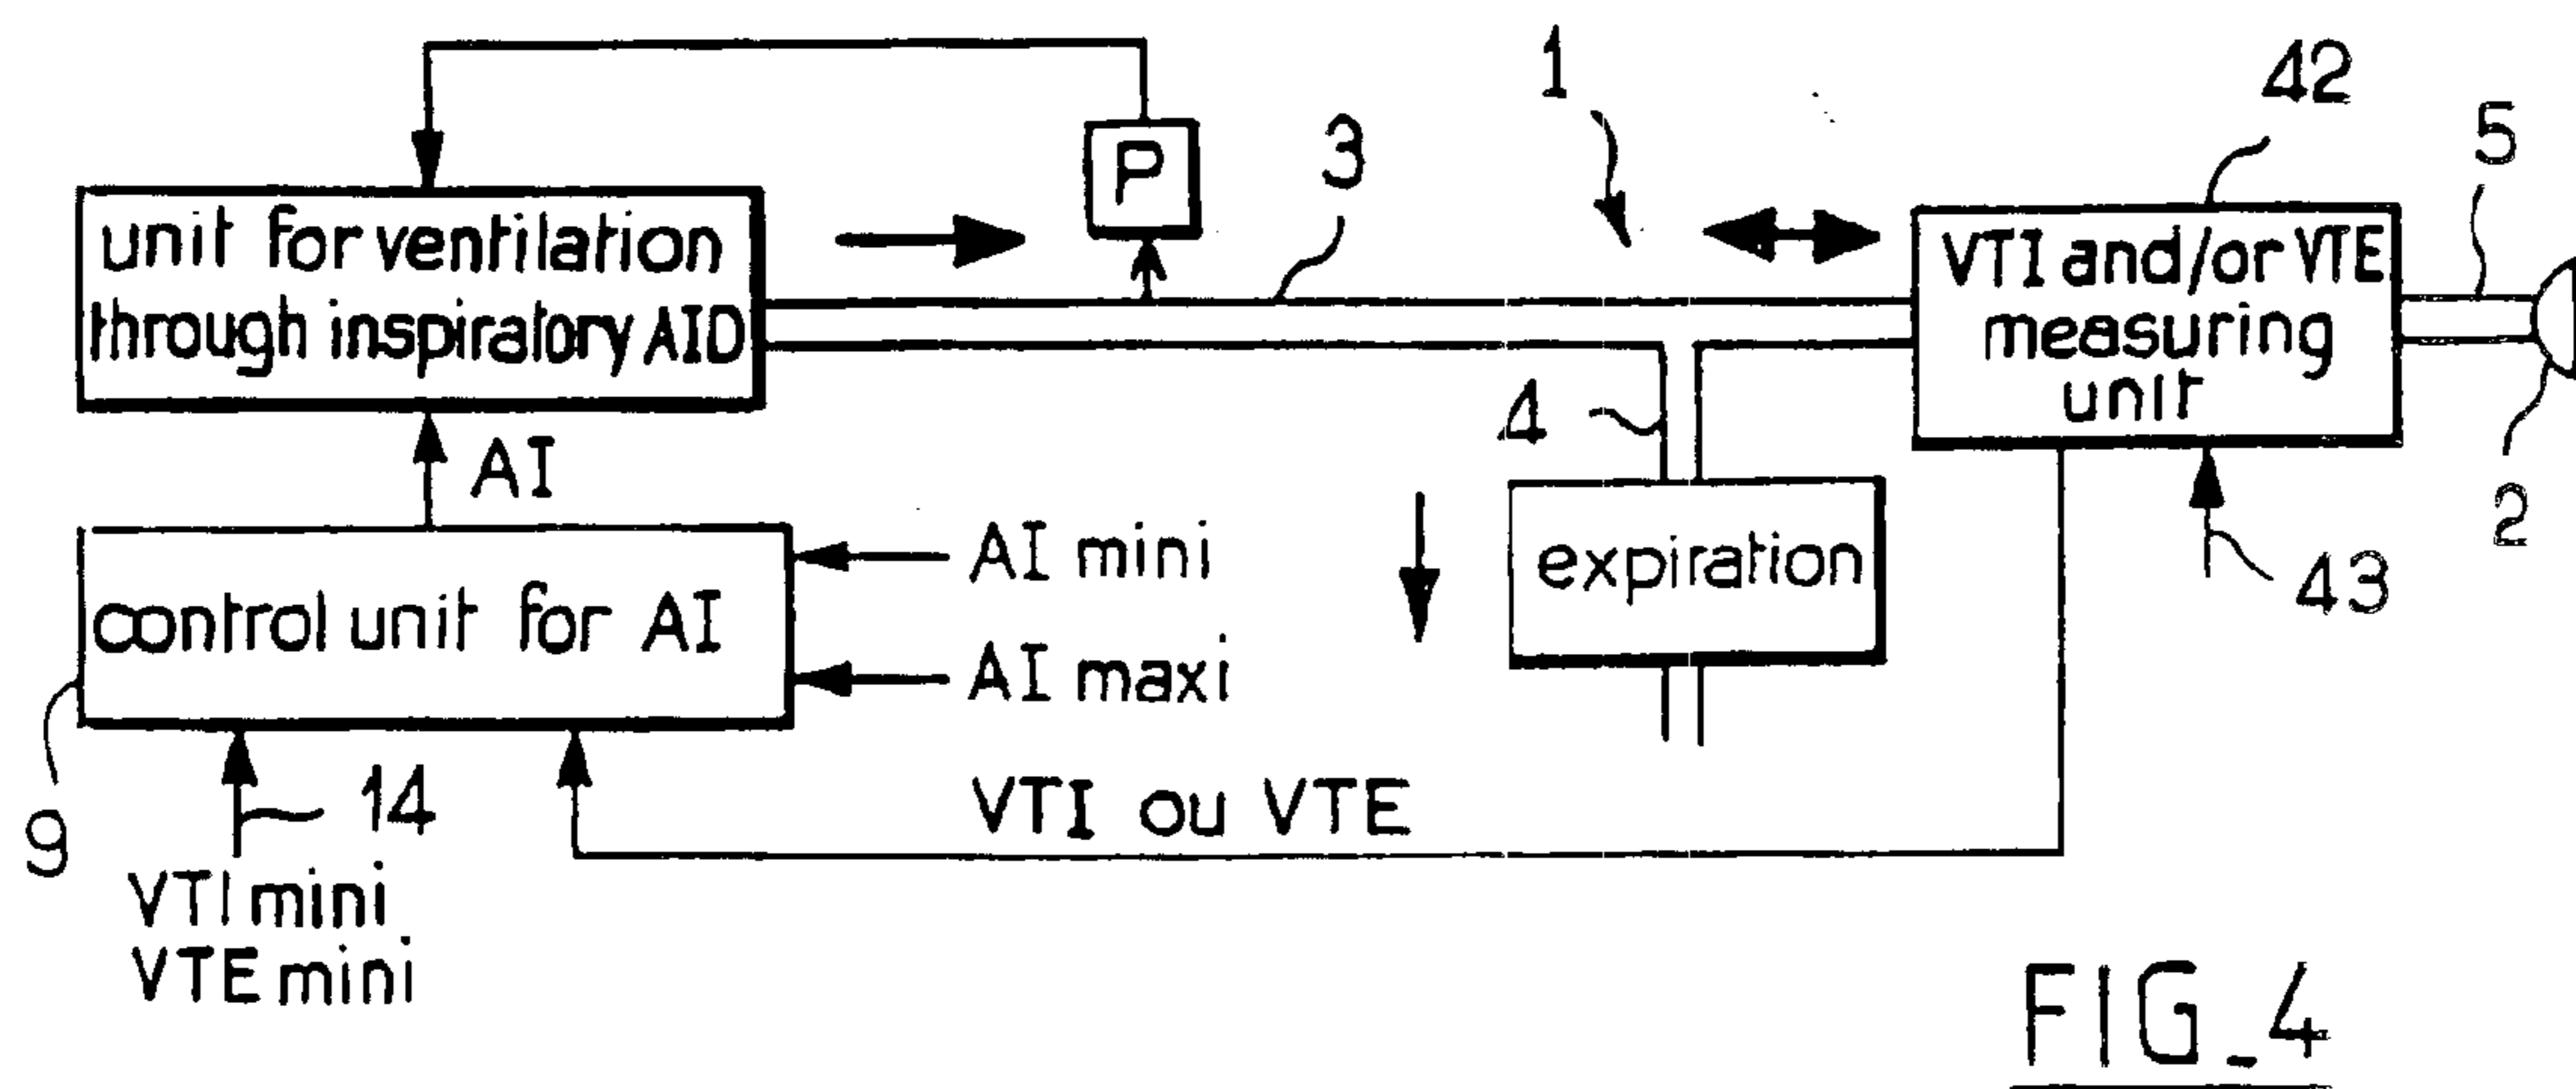 1
42
5
P
3
unit for ventilation
through inspiratory AID
VTI and/or VTE
measuring
unit
4
2
AI
43
AI mini
expiration
control unit for AI
AI maxi
9
14
VTI ou VTE
VTI mini
VTE mini
FIG_4